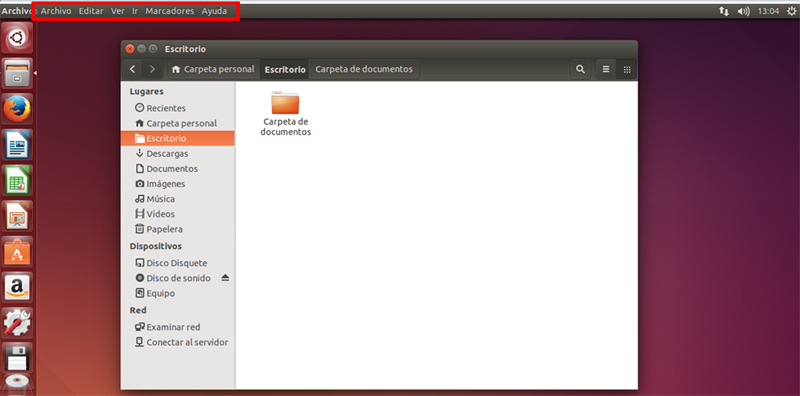 Archivo Archivo Editar Ver Ir Marcadores Ayuda 13:04
Escritorio
Carpeta personal Escritorio Carpeta de documentos
Lugares
Recientes
Carpeta personal
Escritorio
Descargas
Documentos
Imágenes
Música
Vídeos
Papelera
Dispositivos
Disco Disquete
Disco de sonido
Equipo
Red
Examinar red
Conectar al servidor
Carpeta de
documentos